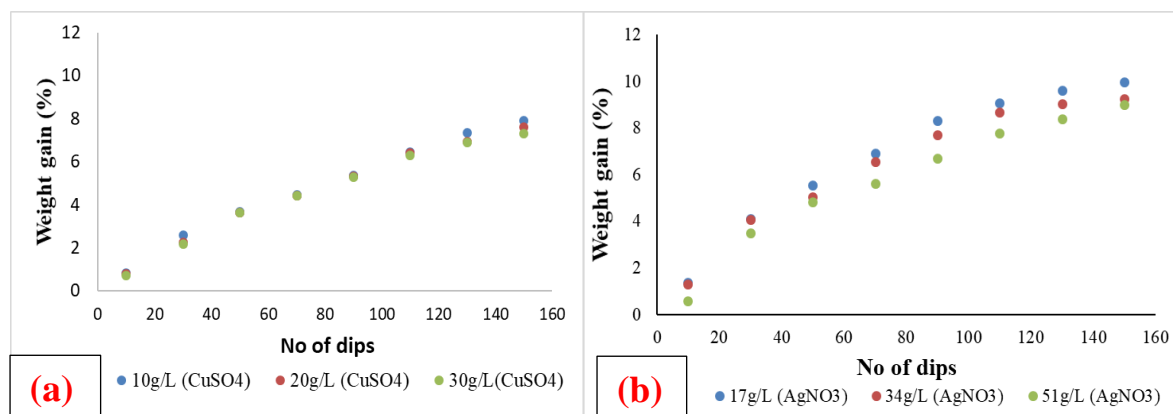 12
10
8
6
4
2
0
Weight gain (%)
0 20 40 60 80 100 120 140 160
No of dips
(a)
10g/L (CuSO4) 20g/L (CuSO4) 30g/L(CuSO4)
12
10
8
6
4
2
0
Weight gain (%)
0 20 40 60 80 100 120 140 160
No of dips
(b)
17g/L (AgNO3) 34g/L (AgNO3) 51g/L (AgNO3)